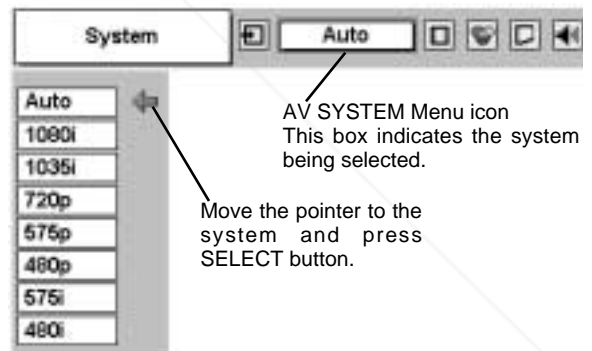 System
Auto
AV SYSTEM Menu icon
This box indicates the system
being selected.
Auto
1080i
1035i
720p
575p
480p
575i
480i
Move the pointer to the
system and press
SELECT button.